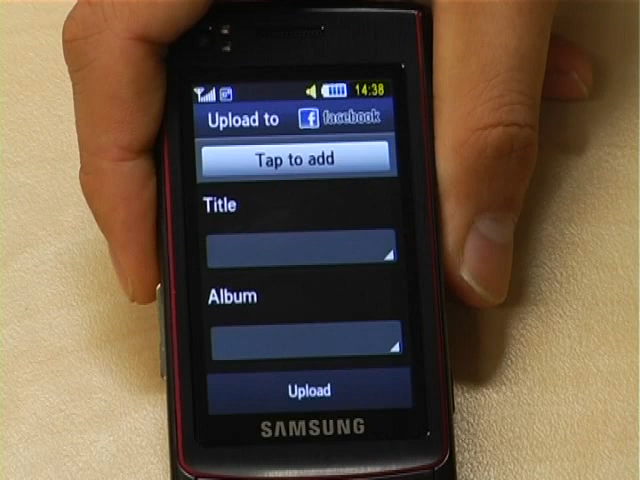 14:38
Upload to facebook
Tap to add
Title
Album
Upload
SAMSUNG